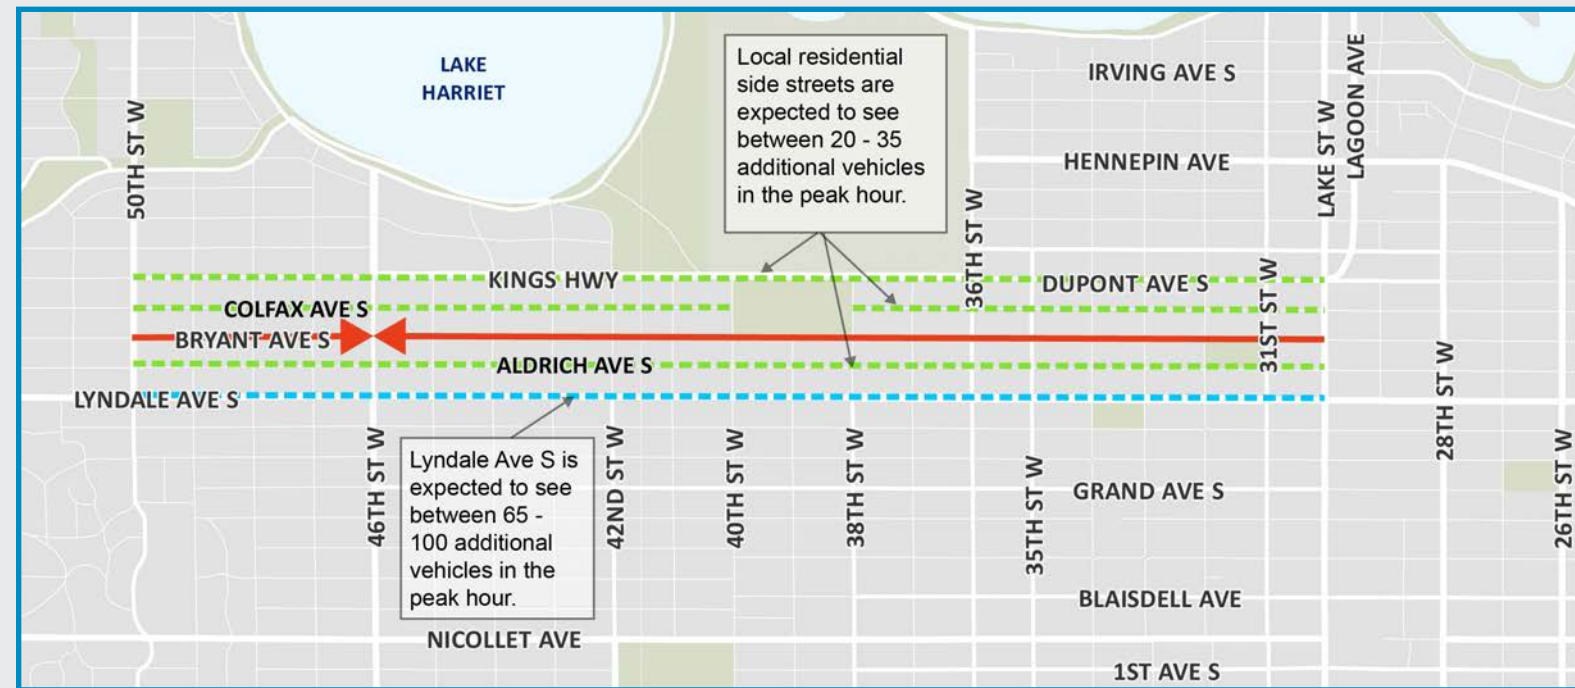 LAKE
HARRIET
50TH ST W
Local residential
side streets are
expected to see
between 20 - 35
additional vehicles
in the peak hour.
IRVING AVE S
HENNEPIN AVE
LAKE ST W
LAGOON AVE
36TH ST W
KINGS HWY
DUPONT AVE S
COLFAX AVE S
BRYANT AVE S
31ST ST W
ALDRICH AVE S
LYNDALE AVE S
28TH ST W
46TH ST W
Lyndale Ave S is
expected to see
between 65 -
100 additional
vehicles in the
peak hour.
42ND ST W
40TH ST W
38TH ST W
35TH ST W
GRAND AVE S
26TH ST W
BLAISDELL AVE
NICOLLET AVE
1ST AVE S